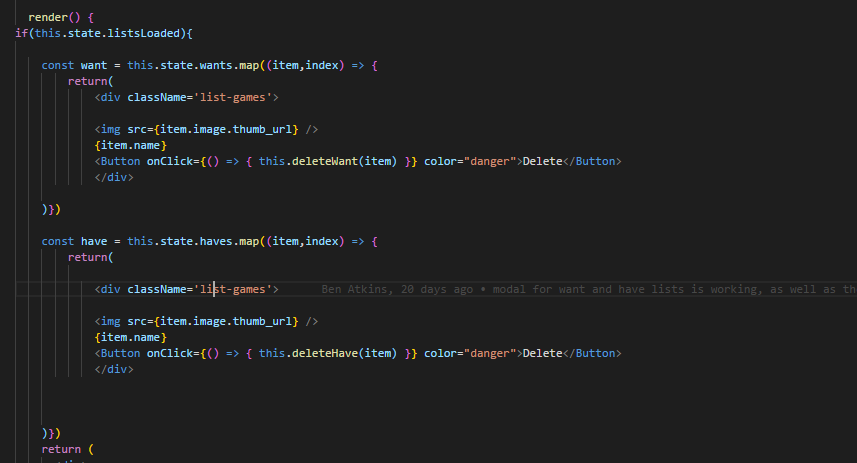 render() {
if(this.state.listsLoaded){
const want = this.state.wants.map((item,index) => {
return(
<div className='list-games'>
<img src={item.image.thumb_url} />
{item.name}
<Button onClick={() => { this.deleteWant(item) }} color="danger">Delete</Button>
</div>
)})
const have = this.state.haves.map((item,index) => {
return(
<div className='list-games'> Ben Atkins, 20 days ago • modal for want and have lists is working, as well as th
<img src={item.image.thumb_url} />
{item.name}
<Button onClick={() => { this.deleteHave(item) }} color="danger">Delete</Button>
</div>
)})
return (